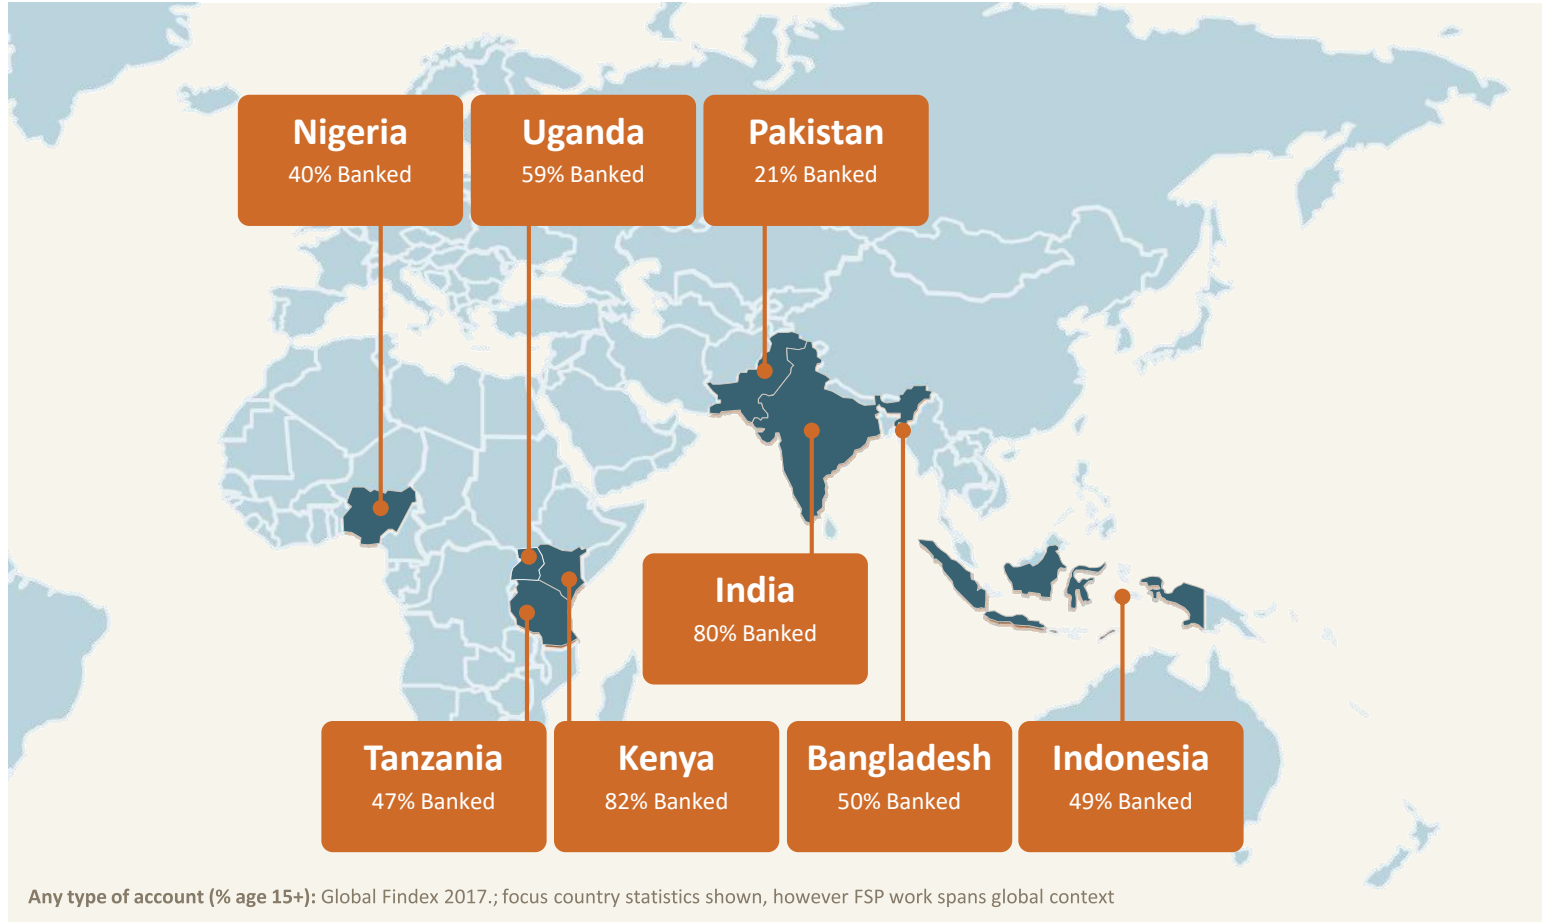 Nigeria
40% Banked
Uganda
59% Banked
Pakistan
21% Banked
India
80% Banked
Tanzania
47% Banked
Kenya
82% Banked
Bangladesh
50% Banked
Indonesia
49% Banked
Any type of account (% age 15+): Global Findex 2017.; focus country statistics shown, however FSP work spans global context